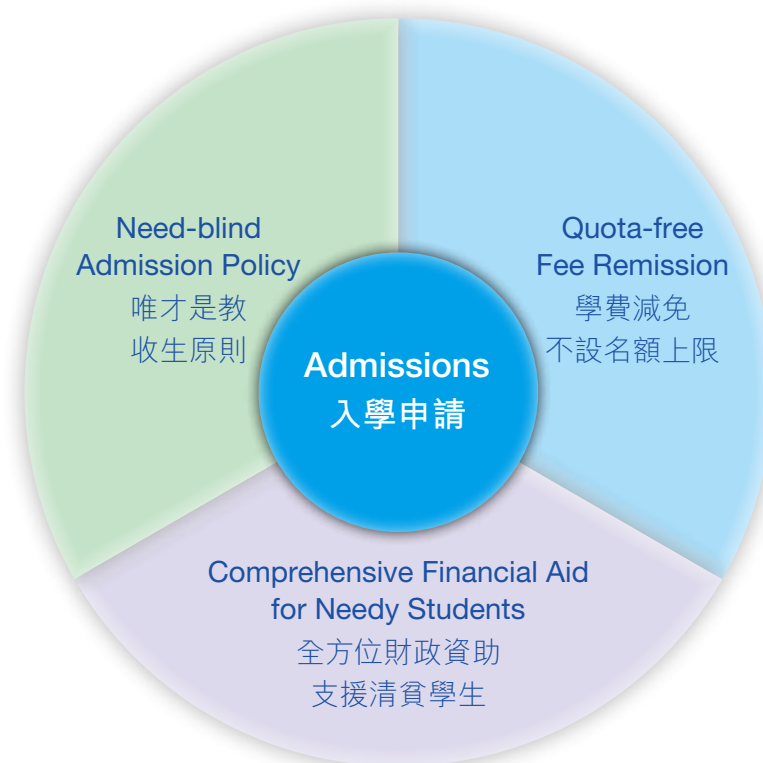 Need-blind
Admission Policy
唯才是教
收生原則
Quota-free
Fee Remission
學費減免
不設名額上限
Admissions
入學申請
Comprehensive Financial Aid
for Needy Students
全方位財政資助
支援清貧學生